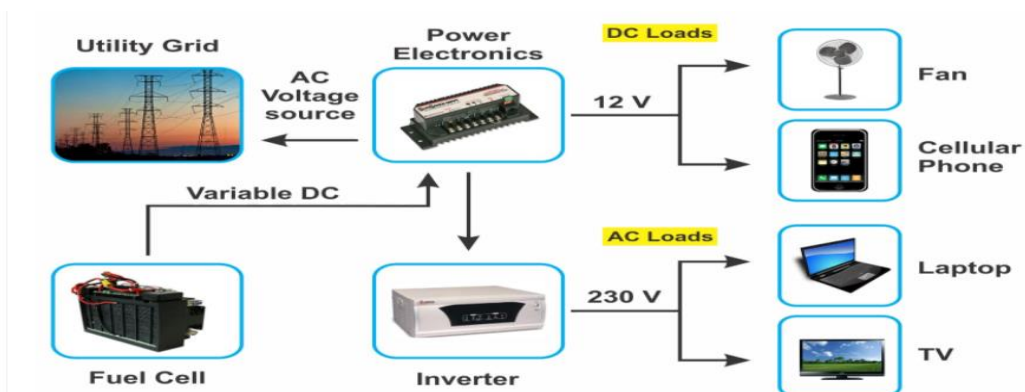 Utility Grid
Power
Electronics
DC Loads
AC
Voltage
source
12 V
Fan
Cellular
Phone
Variable DC
AC Loads
230 V
Laptop
TV
Fuel Cell
Inverter